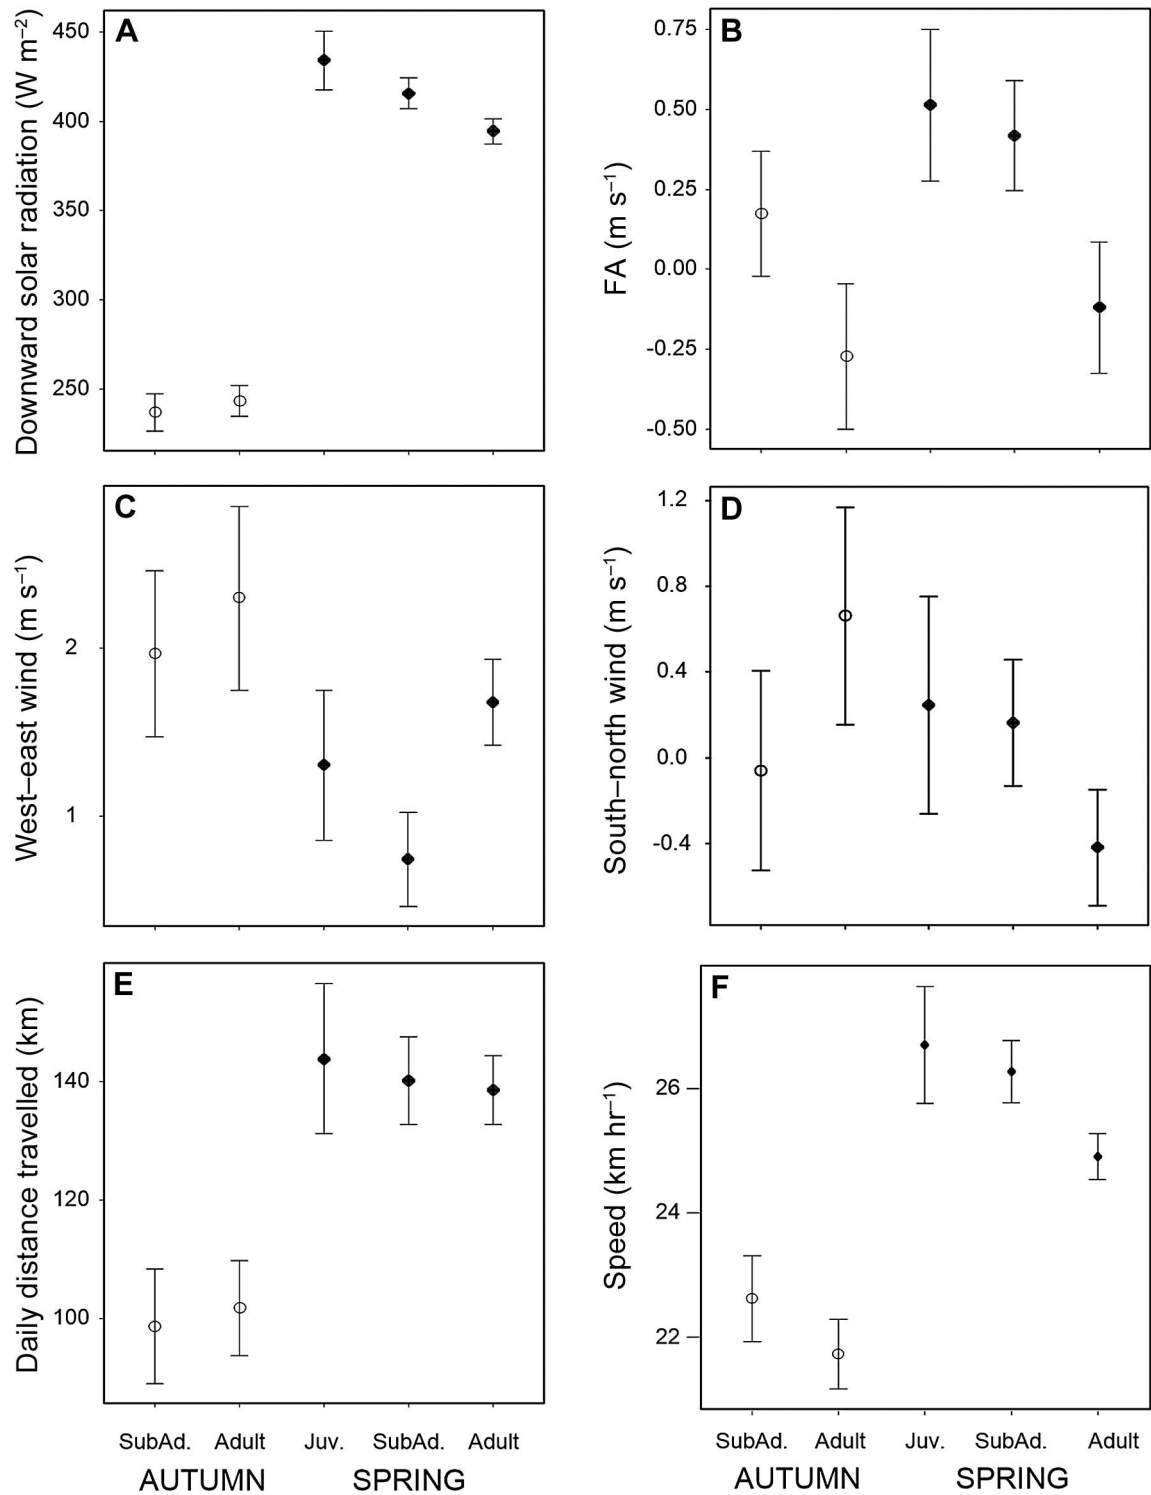 A
Downward solar radiation (W m⁻²)
450
400
350
300
250
B
FA (m s⁻¹)
0.75
0.50
0.25
0.00
-0.25
-0.50
C
West–east wind (m s⁻¹)
2
1
D
South–north wind (m s⁻¹)
1.2
0.8
0.4
0.0
-0.4
E
Daily distance travelled (km)
140
120
100
SubAd. Adult Juv. SubAd. Adult
AUTUMN SPRING
F
Speed (km hr⁻¹)
26
24
22
SubAd. Adult Juv. SubAd. Adult
AUTUMN SPRING